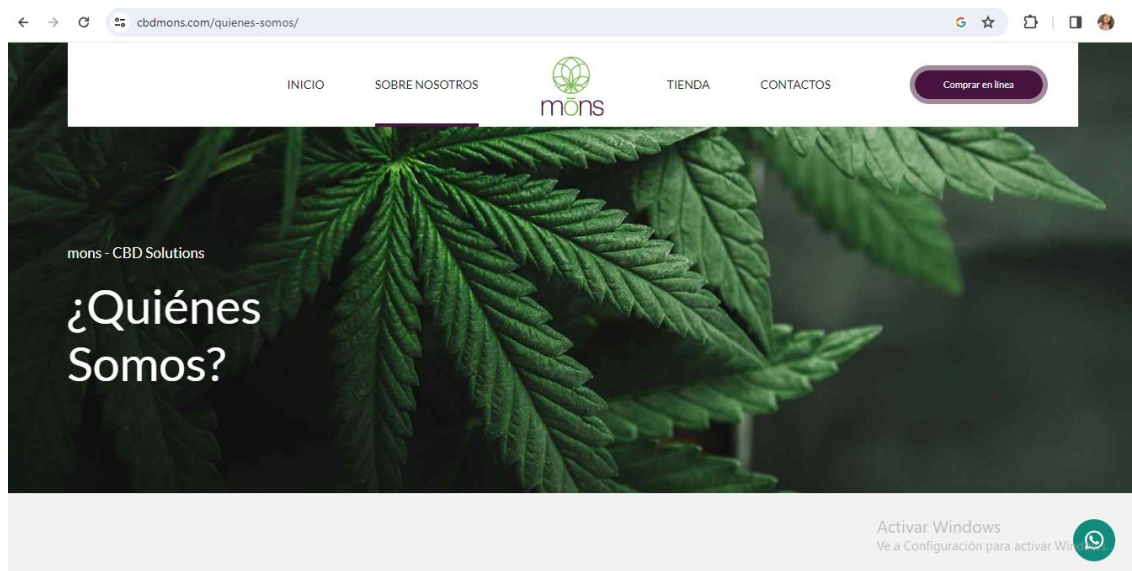 cbdmons.com/quienes-somos/
INICIO
SOBRE NOSOTROS
mōns
TIENDA
CONTACTOS
Comprar en línea
mons - CBD Solutions
¿Quiénes
Somos?
Activar Windows
Ve a Configuración para activar Windows.